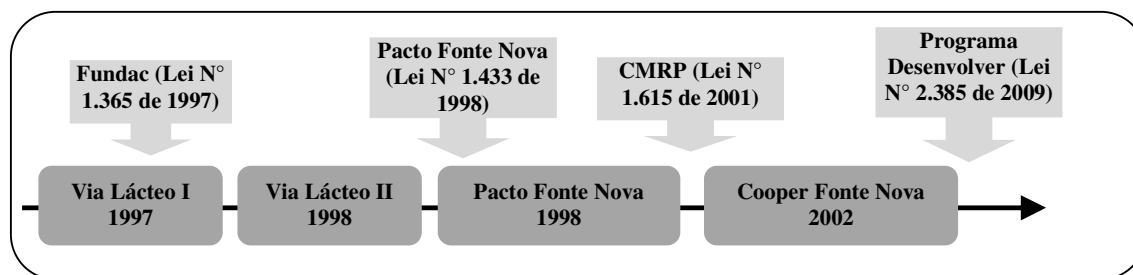 Fundac (Lei N°
1.365 de 1997)
Pacto Fonte Nova
(Lei N° 1.433 de
1998)
CMRP (Lei N°
1.615 de 2001)
Programa
Desenvolver (Lei
N° 2.385 de 2009)
Via Lácteo I
1997
Via Lácteo II
1998
Pacto Fonte Nova
1998
Cooper Fonte Nova
2002